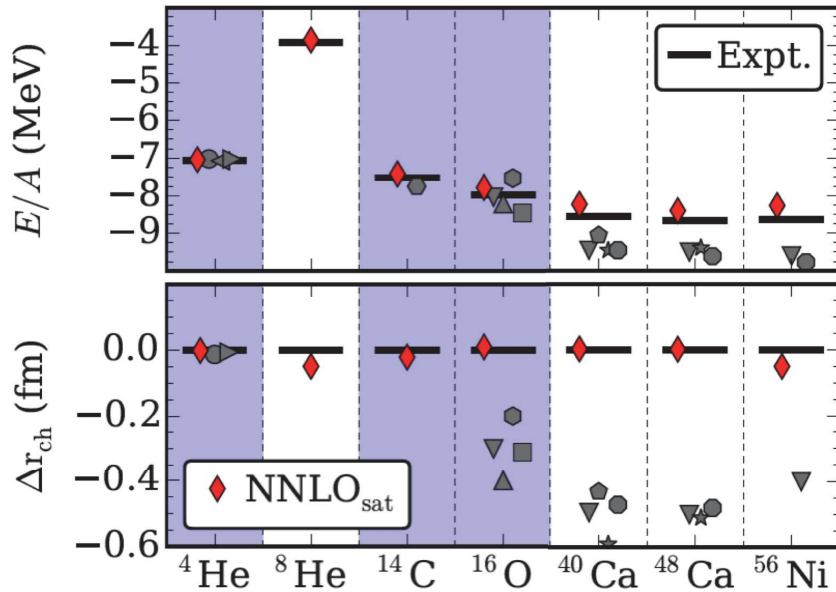 E/A (MeV)
−4
−5
−6
−7
−8
−9
Expt.
Δr_ch (fm)
0.0
−0.2
−0.4
−0.6
NNLO_sat
⁴He ⁸He ¹⁴C ¹⁶O ⁴⁰Ca ⁴⁸Ca ⁵⁶Ni